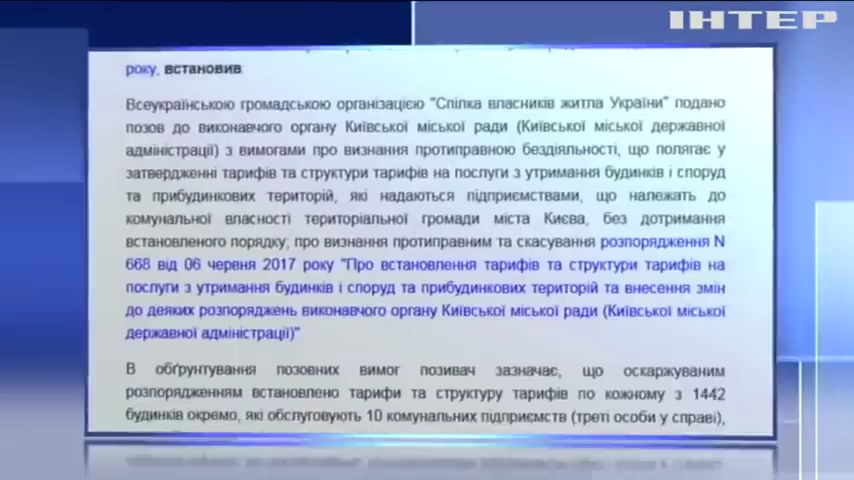 ІНТЕР
року, встановив
Всеукраїнською громадською організацією "Спілка власників житла України" подано
позов до виконавчого органу Київської міської ради (Київської міської державної
адміністрації) з вимогами про визнання протиправною бездіяльності, що полягає у
затвердженні тарифів та структури тарифів на послуги з утримання будинків і споруд
та прибудинкових територій, які надаються підприємствами, що належать до
комунальної власності територіальної громади міста Києва, без дотримання
встановленого порядку; про визнання протиправним та скасування розпорядження N
668 від 06 червня 2017 року "Про встановлення тарифів та структури тарифів на
послуги з утримання будинків і споруд та прибудинкових територій та внесення змін
до деяких розпоряджень виконавчого органу Київської міської ради (Київської міської
державної адміністрації)"
В обґрунтування позовних вимог позивач зазначає, що оскаржуваним
розпорядженням встановлено тарифи та структуру тарифів по кожному з 1442
будинків окремо, які обслуговують 10 комунальних підприємств (треті особи у справі),